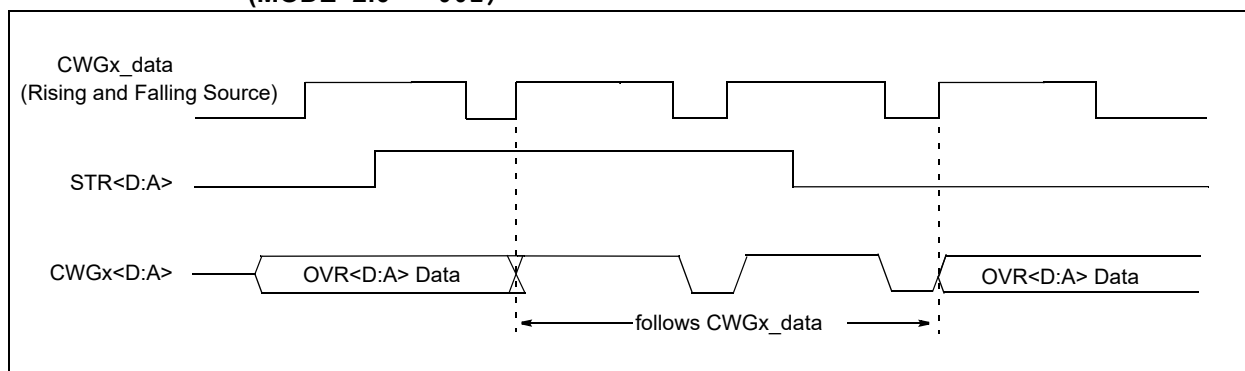 CWGx_data
(Rising and Falling Source)
STR<D:A>
CWGx<D:A>
OVR<D:A> Data
OVR<D:A> Data
follows CWGx_data